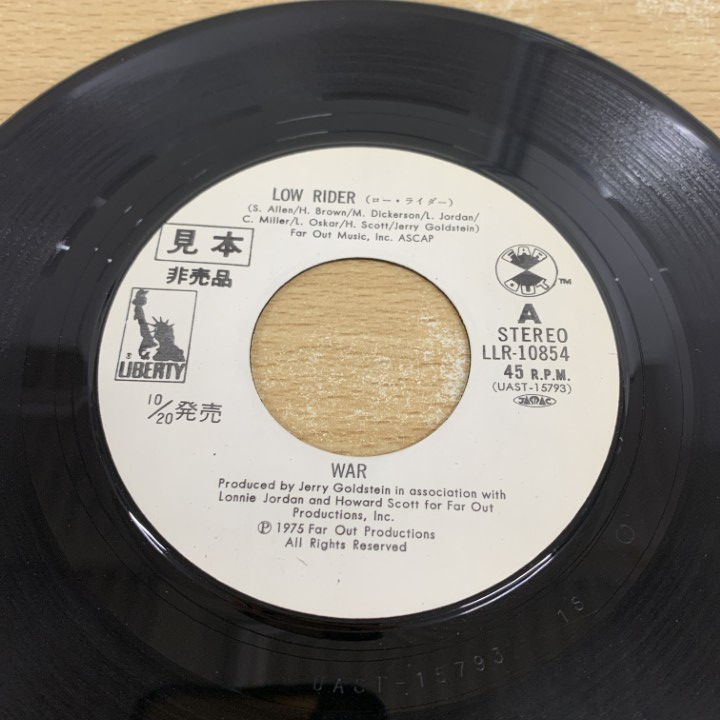 LOW RIDER (ロー・ライダー)
(S. Allen/H. Brown/M. Dickerson/L. Jordan/
C. Miller/L. Oskar/H. Scott/Jerry Goldstein)
Far Out Music, Inc. ASCAP
見本
非売品
LIBERTY
10/20発売
FAR
OUT
TM
A
STEREO
LLR-10854
45 R.P.M.
(UAST-15793)
JASRAC
WAR
Produced by Jerry Goldstein in association with
Lonnie Jordan and Howard Scott for Far Out
Productions, Inc.
Ⓟ 1975 Far Out Productions
All Rights Reserved
UAST-15793 15